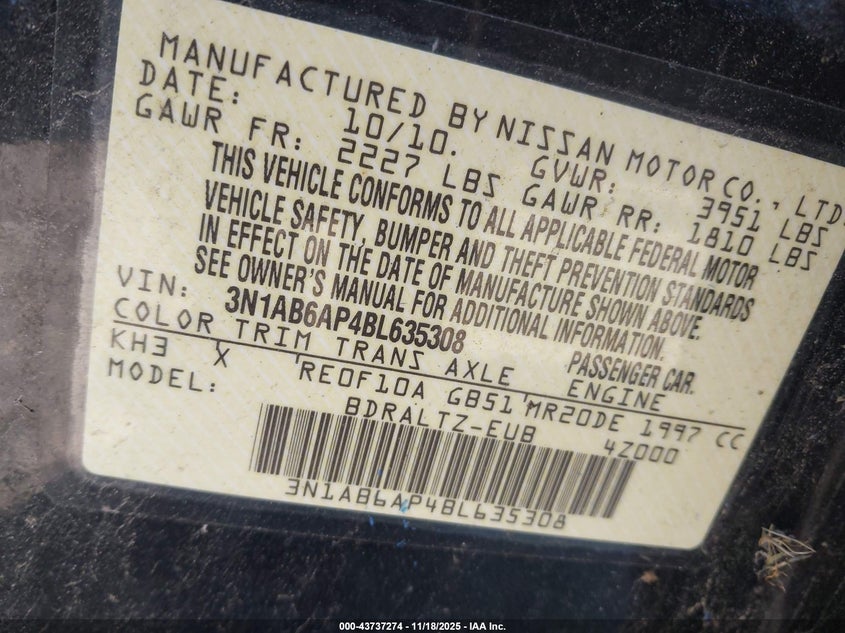 MANUFACTURED BY NISSAN MOTOR CO., LTD.
DATE: 10/10. GVWR: 3951 LBS
GAWR FR: 2227 LBS GAWR RR: 1810 LBS
THIS VEHICLE CONFORMS TO ALL APPLICABLE FEDERAL MOTOR
VEHICLE SAFETY, BUMPER AND THEFT PREVENTION STANDARDS
IN EFFECT ON THE DATE OF MANUFACTURE SHOWN ABOVE.
SEE OWNER'S MANUAL FOR ADDITIONAL INFORMATION.
VIN: 3N1AB6AP4BL635308 PASSENGER CAR.
COLOR TRIM TRANS AXLE ENGINE
KH3 X RE0F10A GB51 MR20DE 1997 CC
MODEL: BDRALTZ-EUB 4Z000
3N1AB6AP4BL635308
000-43737274 - 11/18/2025 - IAA Inc.